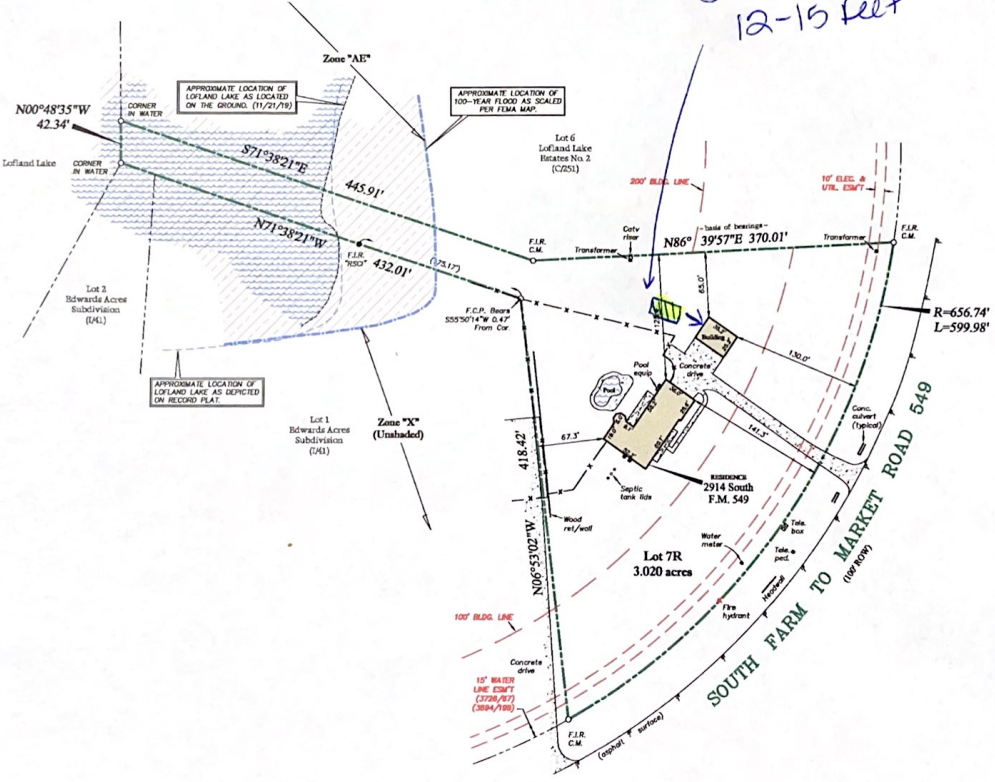 12-15 feet
Zone "AE"
APPROXIMATE LOCATION OF
LOFLAND LAKE AS LOCATED
ON THE GROUND. (11/21/19)
APPROXIMATE LOCATION OF
100-YEAR FLOOD AS SCALED
PER FEMA MAP.
N00°48'35"W
42.34'
CORNER
IN WATER
Lofland Lake
CORNER
IN WATER
S71°38'21"E
445.91'
N71°38'21"W
432.01'
(175.17')
F.I.R.
"RSCI"
Lot 6
Lofland Lake
Estates No. 2
(C/251)
200' BLDG. LINE
10' ELEC. &
UTIL. ESM'T
-basis of bearings-
N86° 39'57"E 370.01'
Transformer
Catv
riser
Transformer
F.I.R.
C.M.
F.I.R.
C.M.
65.0'
R=656.74'
L=599.98'
F.C.P. Bears
S55°50'14"W 0.47'
From Cor.
Building
130.0'
Concrete
drive
Pool
equip
Pool
Lot 2
Edwards Acres
Subdivision
APPROXIMATE LOCATION OF
LOFLAND LAKE AS DEPICTED
ON RECORD PLAT.
Lot 1
Edwards Acres
Subdivision
Zone "X"
(Unshaded)
418.42'
67.3'
141.3'
Conc.
culvert
(typical)
RESIDENCE
2914 South
F.M. 549
Septic
tank lids
Wood
ret/wall
N06°53'02"W
Water
meter
Tele.
box
Tele.
ped.
Lot 7R
3.020 acres
Headwall
Fire
hydrant
SOUTH FARM TO MARKET ROAD 549
(100' ROW)
100' BLDG. LINE
Concrete
drive
15' WATER
LINE ESM'T
(3726/67)
(3694/199)
F.I.R.
C.M.
(asphalt surface)